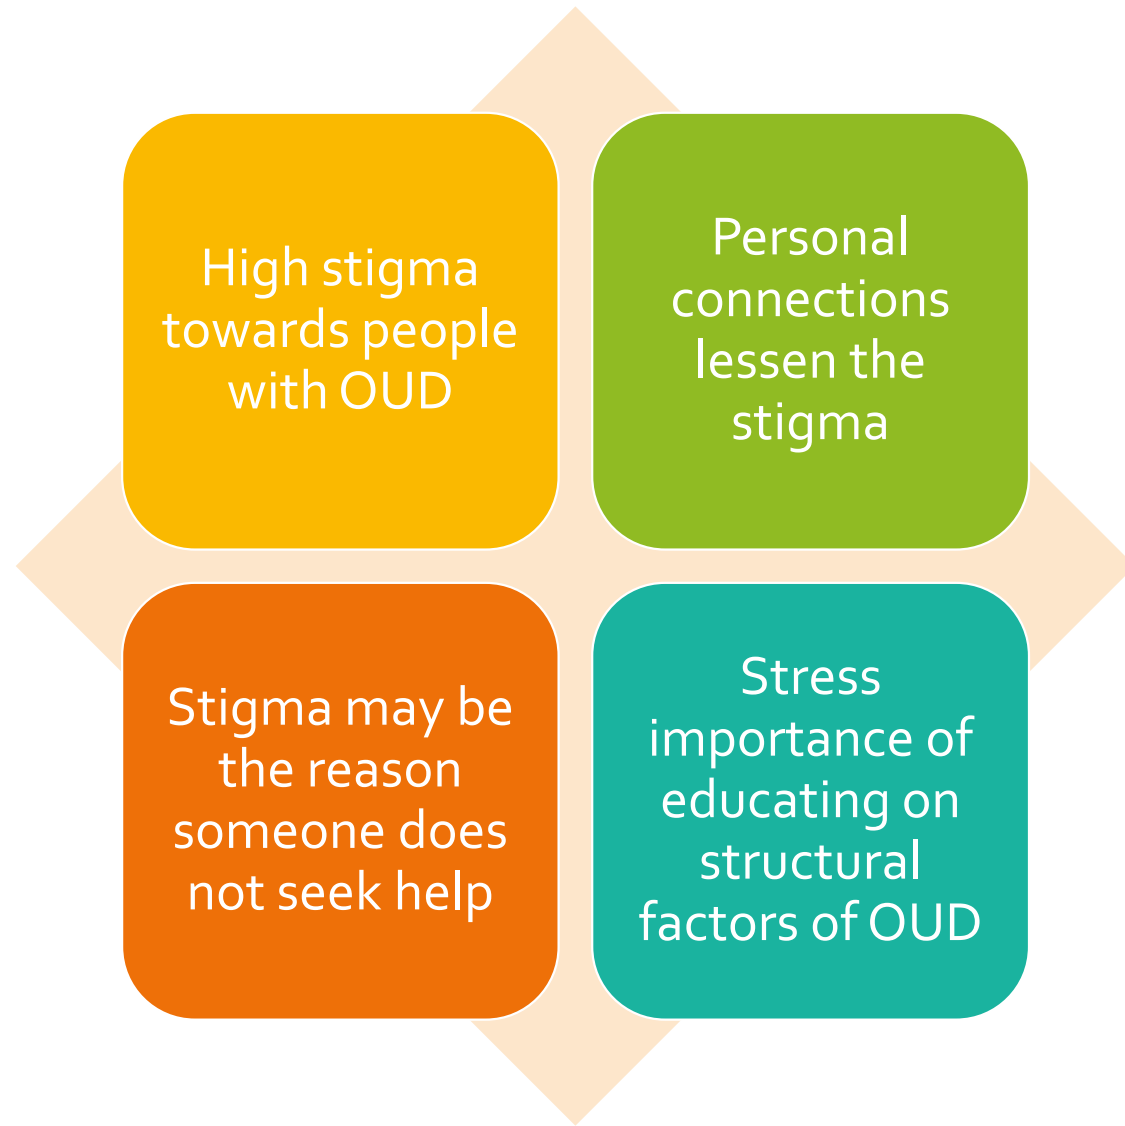 High stigma
towards people
with OUD
Personal
connections
lessen the
stigma
Stigma may be
the reason
someone does
not seek help
Stress
importance of
educating on
structural
factors of OUD